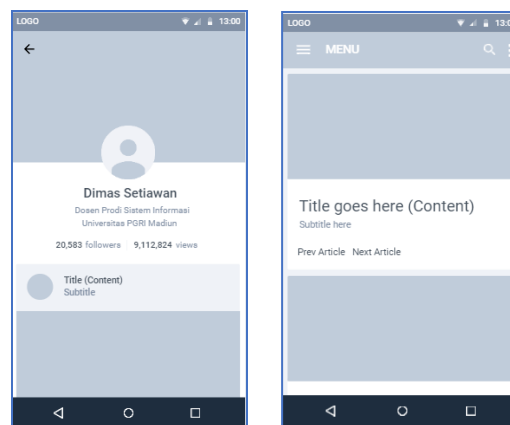 LOGO 13:00
Dimas Setiawan
Dosen Prodi Sistem Informasi
Universitas PGRI Madiun
20,583 followers 9,112,824 views
Title (Content)
Subtitle
LOGO 13:0
MENU
Title goes here (Content)
Subtitle here
Prev Article Next Article